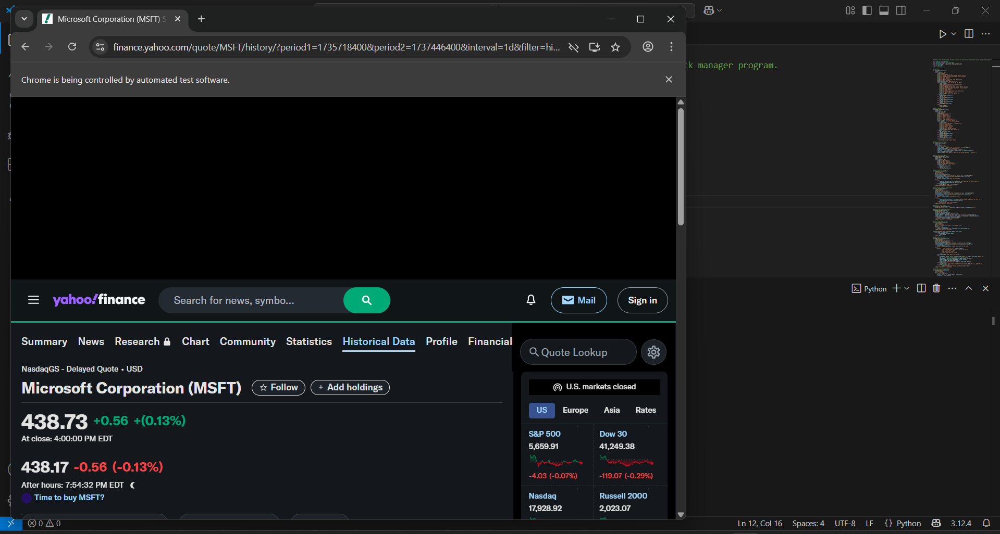 Microsoft Corporation (MSFT) S
finance.yahoo.com/quote/MSFT/history/?period1=1735718400&period2=1737446400&interval=1d&filter=hi...
Chrome is being controlled by automated test software.
ck manager program.
yahoo!finance
Search for news, symbo...
Mail
Sign in
Summary News Research Chart Community Statistics Historical Data Profile Financial
Quote Lookup
NasdaqGS - Delayed Quote • USD
Microsoft Corporation (MSFT)
Follow
+ Add holdings
438.73 +0.56 +(0.13%)
At close: 4:00:00 PM EDT
438.17 -0.56 (-0.13%)
After hours: 7:54:32 PM EDT
Time to buy MSFT?
U.S. markets closed
US Europe Asia Rates
S&P 500
5,659.91
-4.03 (-0.07%)
Dow 30
41,249.38
-119.07 (-0.29%)
Nasdaq
17,928.92
Russell 2000
2,023.07
Python
0 0
Ln 12, Col 16 Spaces: 4 UTF-8 LF {} Python 3.12.4